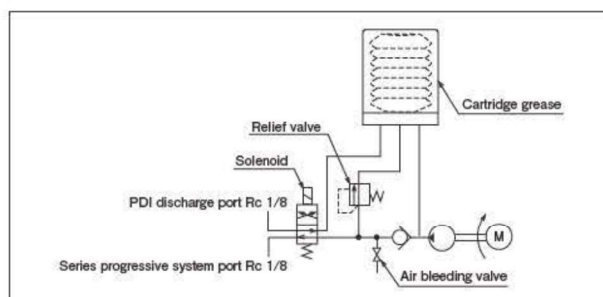 Cartridge grease
Relief valve
Solenoid
PDI discharge port Rc 1/8
M
Series progressive system port Rc 1/8
Air bleeding valve